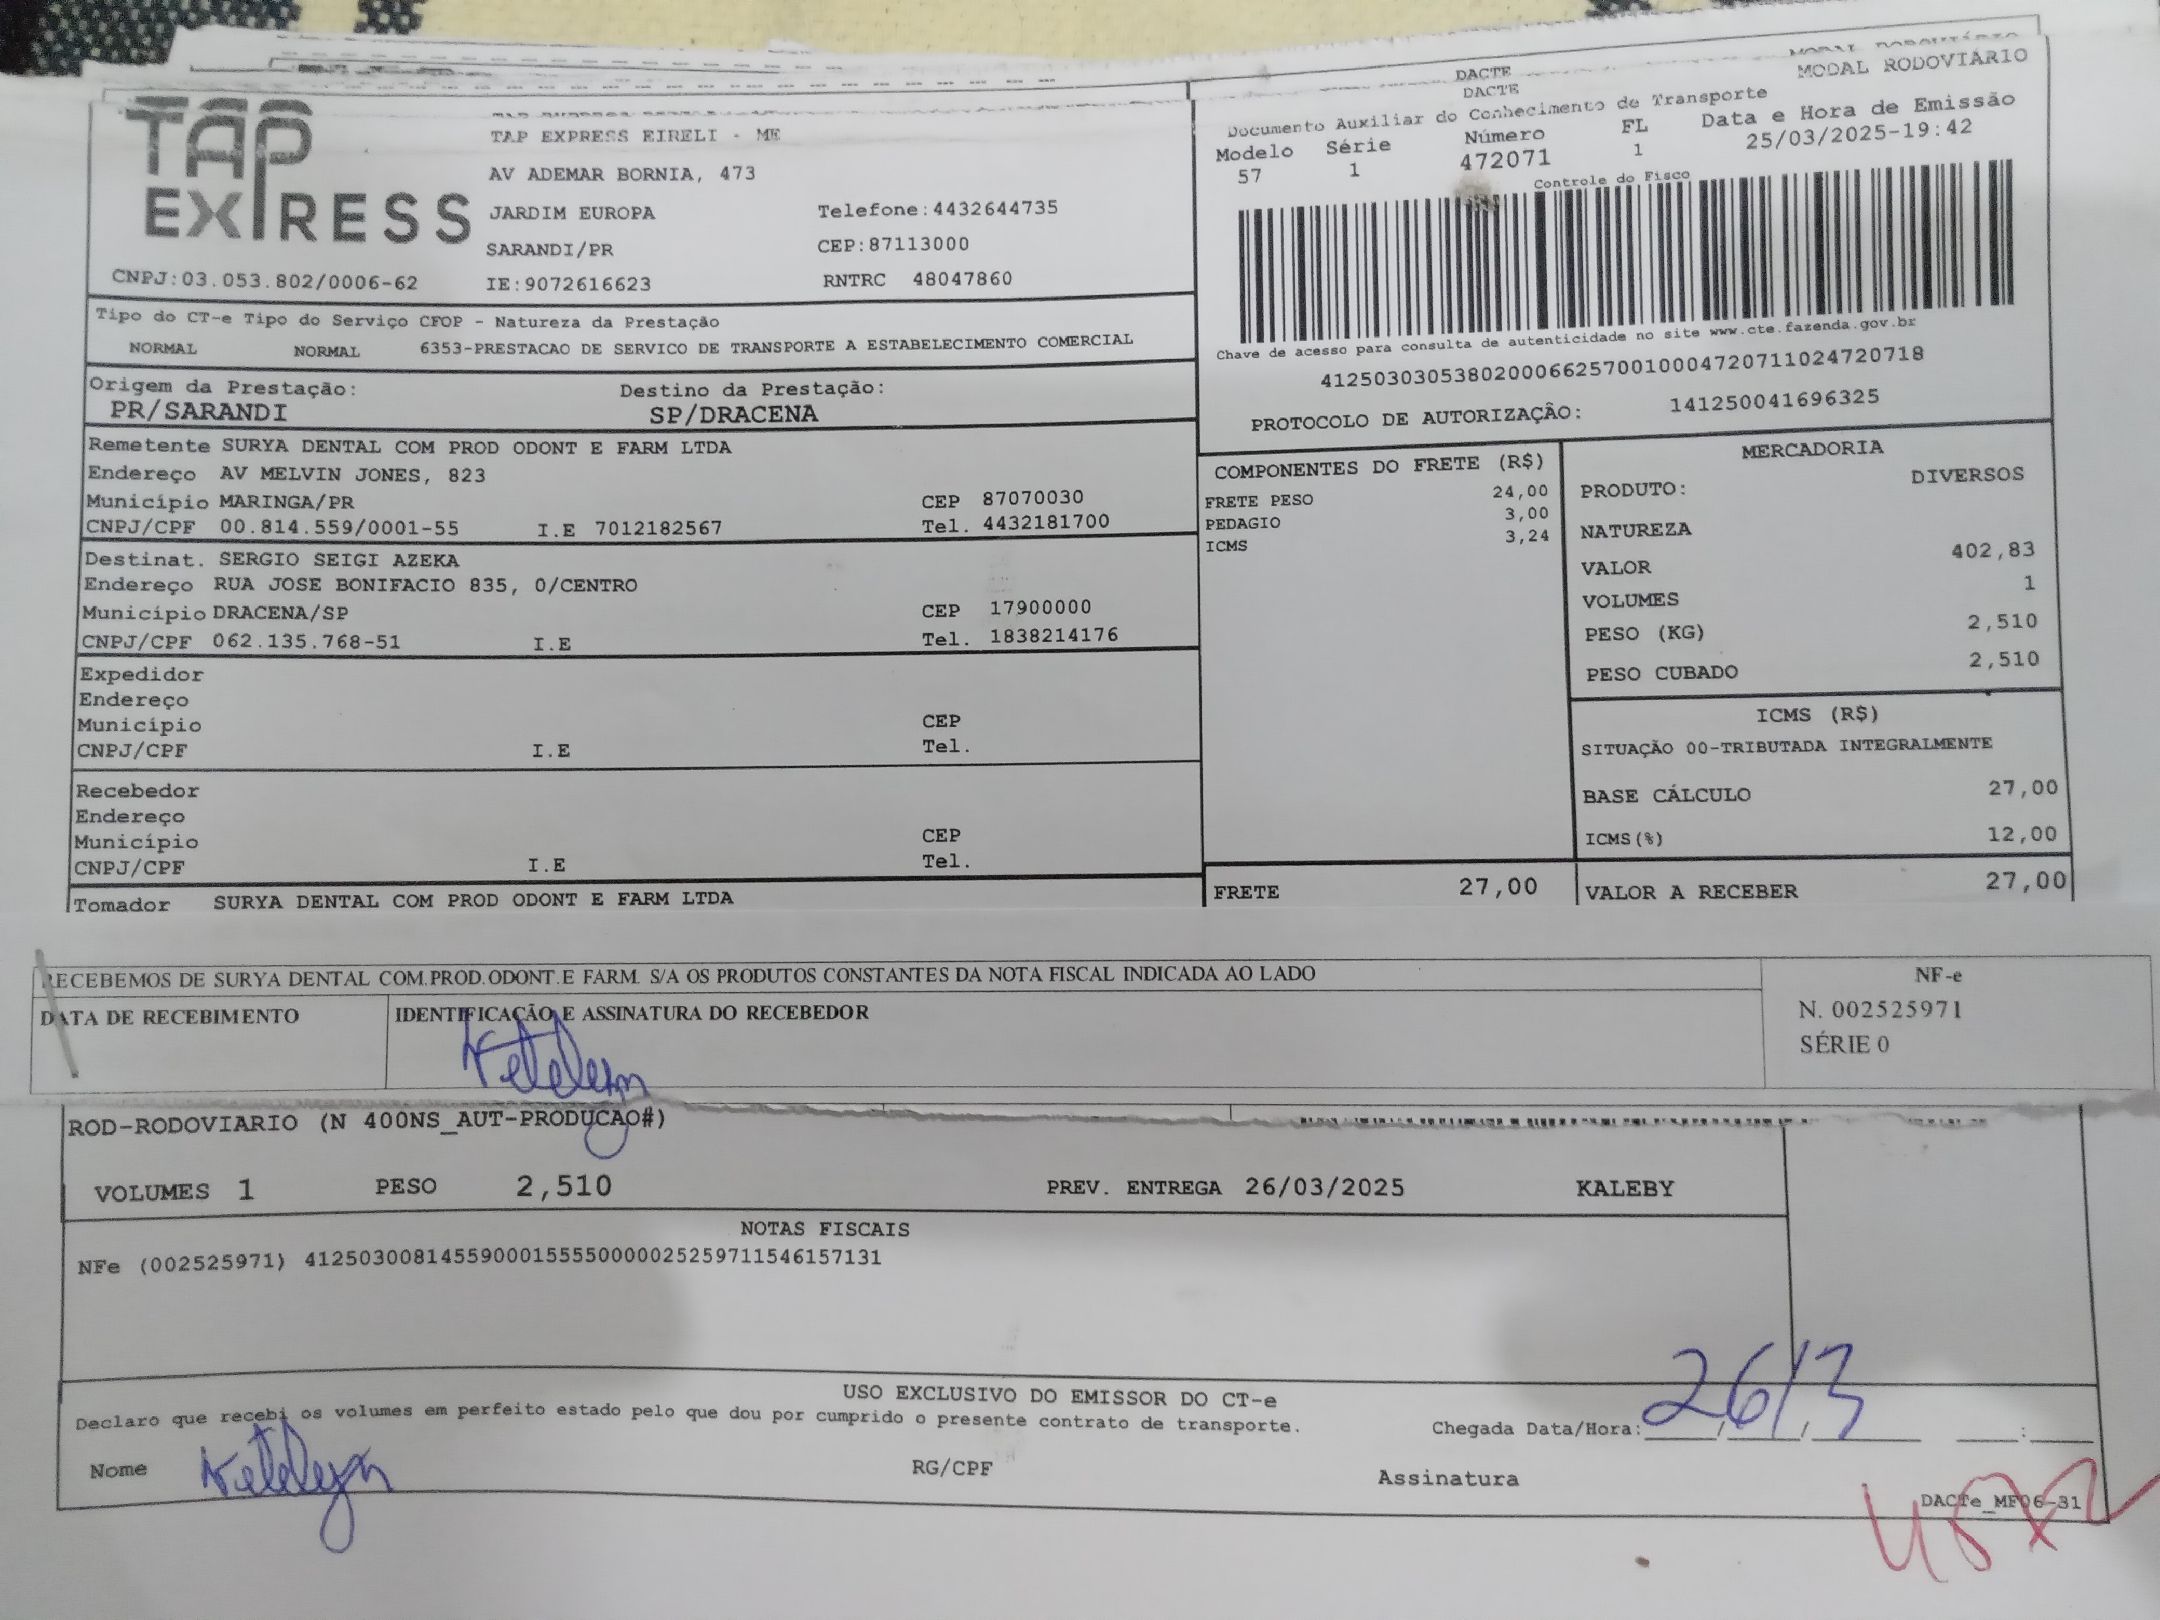 DACTE
MODAL RODOVIÁRIO
DACTE
TAP EXPRESS
TAP EXPRESS EIRELI - ME
AV ADEMAR BORNIA, 473
JARDIM EUROPA Telefone:4432644735
SARANDI/PR CEP:87113000
CNPJ:03.053.802/0006-62 IE:9072616623 RNTRC 48047860
Documento Auxiliar do Conhecimento de Transporte
Modelo Série Número FL Data e Hora de Emissão
57 1 472071 1 25/03/2025-19:42
Controle do Fisco
Chave de acesso para consulta de autenticidade no site www.cte.fazenda.gov.br
41250303053802000662570010004720711024720718
PROTOCOLO DE AUTORIZAÇÃO: 141250041696325
Tipo do CT-e Tipo do Serviço CFOP - Natureza da Prestação
NORMAL NORMAL 6353-PRESTACAO DE SERVICO DE TRANSPORTE A ESTABELECIMENTO COMERCIAL
Origem da Prestação: Destino da Prestação:
PR/SARANDI SP/DRACENA
Remetente SURYA DENTAL COM PROD ODONT E FARM LTDA
Endereço AV MELVIN JONES, 823
Município MARINGA/PR CEP 87070030
CNPJ/CPF 00.814.559/0001-55 I.E 7012182567 Tel. 4432181700
Destinat. SERGIO SEIGI AZEKA
Endereço RUA JOSE BONIFACIO 835, 0/CENTRO
Município DRACENA/SP CEP 17900000
CNPJ/CPF 062.135.768-51 I.E Tel. 1838214176
Expedidor
Endereço
Município CEP
CNPJ/CPF I.E Tel.
Recebedor
Endereço
Município CEP
CNPJ/CPF I.E Tel.
Tomador SURYA DENTAL COM PROD ODONT E FARM LTDA
COMPONENTES DO FRETE (R$)
FRETE PESO 24,00
PEDAGIO 3,00
ICMS 3,24
FRETE 27,00
MERCADORIA
PRODUTO: DIVERSOS
NATUREZA
VALOR 402,83
VOLUMES 1
PESO (KG) 2,510
PESO CUBADO 2,510
ICMS (R$)
SITUAÇÃO 00-TRIBUTADA INTEGRALMENTE
BASE CÁLCULO 27,00
ICMS(%) 12,00
VALOR A RECEBER 27,00
RECEBEMOS DE SURYA DENTAL COM.PROD.ODONT.E FARM. S/A OS PRODUTOS CONSTANTES DA NOTA FISCAL INDICADA AO LADO
DATA DE RECEBIMENTO IDENTIFICAÇÃO E ASSINATURA DO RECEBEDOR
NF-e
N. 002525971
SÉRIE 0
ROD-RODOVIARIO (N 400NS_AUT-PRODUCAO#)
VOLUMES 1 PESO 2,510 PREV. ENTREGA 26/03/2025 KALEBY
NOTAS FISCAIS
NFe (002525971) 41250300814559000155550000025259711546157131
USO EXCLUSIVO DO EMISSOR DO CT-e
Declaro que recebi os volumes em perfeito estado pelo que dou por cumprido o presente contrato de transporte.
Chegada Data/Hora: 26/3
Nome RG/CPF Assinatura
DACTe_MF06-31